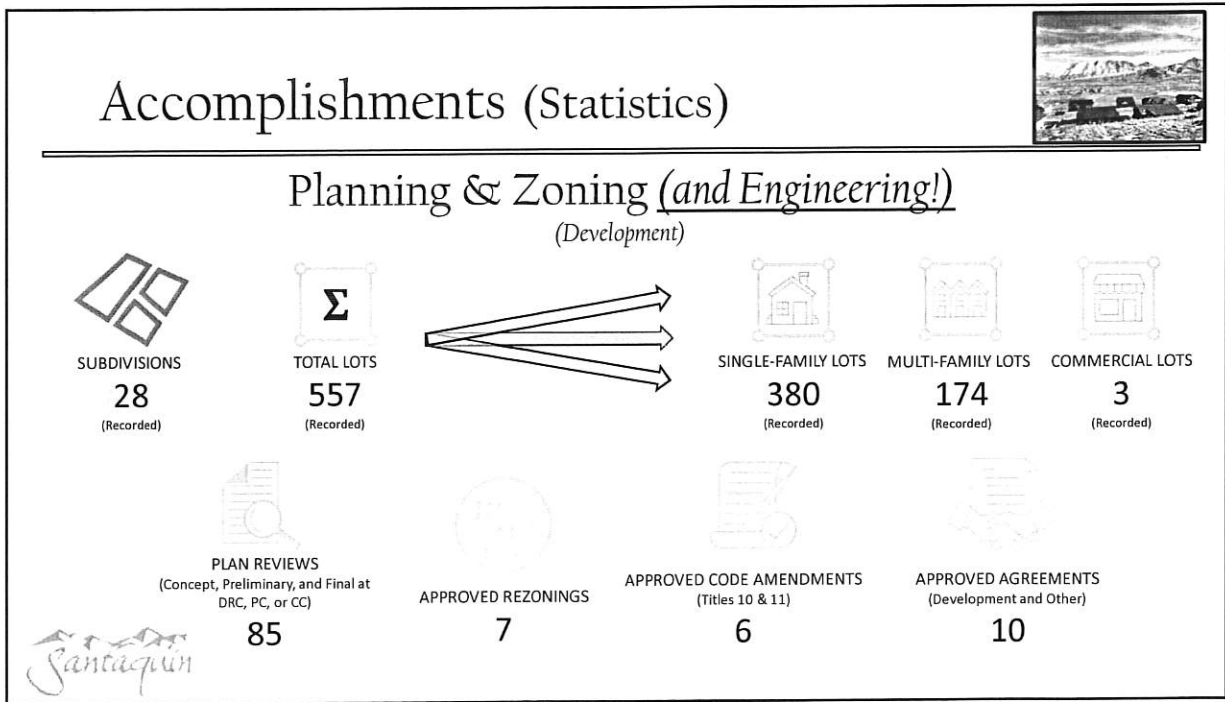 Accomplishments (Statistics)
Planning & Zoning (and Engineering!)
(Development)
Σ
SUBDIVISIONS
28
(Recorded)
TOTAL LOTS
557
(Recorded)
SINGLE-FAMILY LOTS
380
(Recorded)
MULTI-FAMILY LOTS
174
(Recorded)
COMMERCIAL LOTS
3
(Recorded)
PLAN REVIEWS
(Concept, Preliminary, and Final at
DRC, PC, or CC)
85
APPROVED REZONINGS
7
APPROVED CODE AMENDMENTS
(Titles 10 & 11)
6
APPROVED AGREEMENTS
(Development and Other)
10
Santaquin